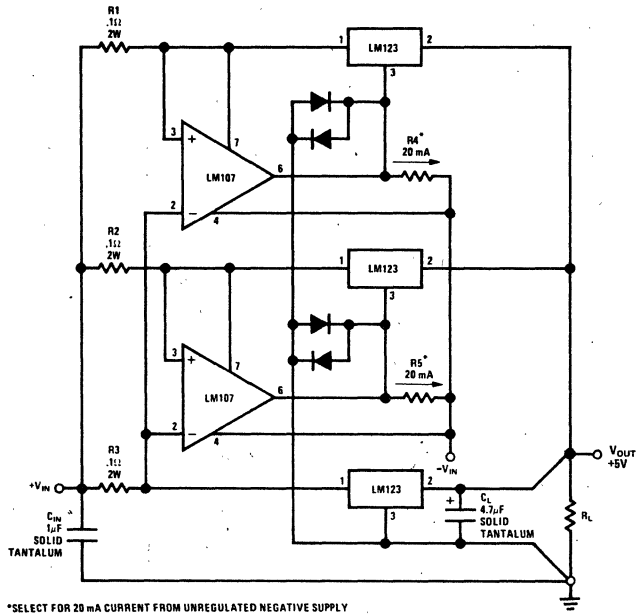 R1
.1Ω
2W
1
LM123
2
3
3
+
7
R4*
20 mA
LM107
6
2
−
4
R2
.1Ω
2W
1
LM123
2
3
3
+
7
R5*
20 mA
LM107
6
2
−
4
−VIN
VOUT
+5V
R3
.1Ω
2W
+VIN
1
LM123
2
3
+
CL
4.7µF
SOLID
TANTALUM
RL
CIN
1µF
SOLID
TANTALUM
*SELECT FOR 20 mA CURRENT FROM UNREGULATED NEGATIVE SUPPLY